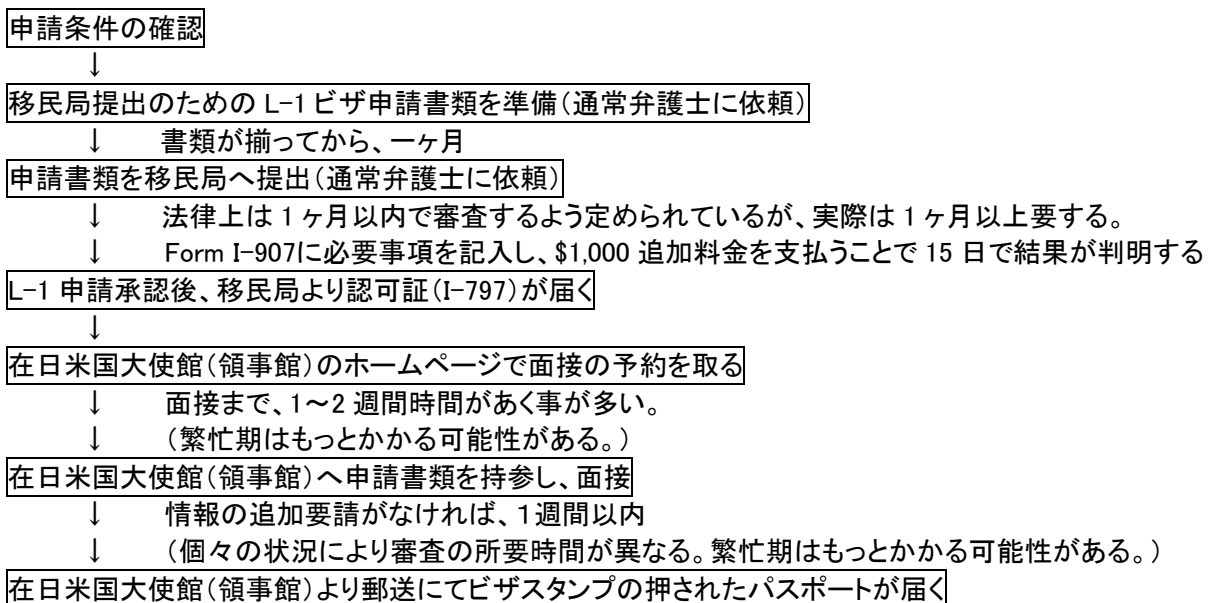 申請条件の確認
↓
移民局提出のための L-1 ビザ申請書類を準備（通常弁護士に依頼）
↓ 書類が揃ってから、一ヶ月
申請書類を移民局へ提出（通常弁護士に依頼）
↓ 法律上は 1 ヶ月以内で審査するよう定められているが、実際は 1 ヶ月以上要する。
↓ Form I-907に必要事項を記入し、$1,000 追加料金を支払うことで 15 日で結果が判明する
L-1 申請承認後、移民局より認可証（I-797）が届く
↓
在日米国大使館（領事館）のホームページで面接の予約を取る
↓ 面接まで、1～2 週間時間があく事が多い。
↓ （繁忙期はもっとかかる可能性がある。）
在日米国大使館（領事館）へ申請書類を持参し、面接
↓ 情報の追加要請がなければ、１週間以内
↓ （個々の状況により審査の所要時間が異なる。繁忙期はもっとかかる可能性がある。）
在日米国大使館（領事館）より郵送にてビザスタンプの押されたパスポートが届く